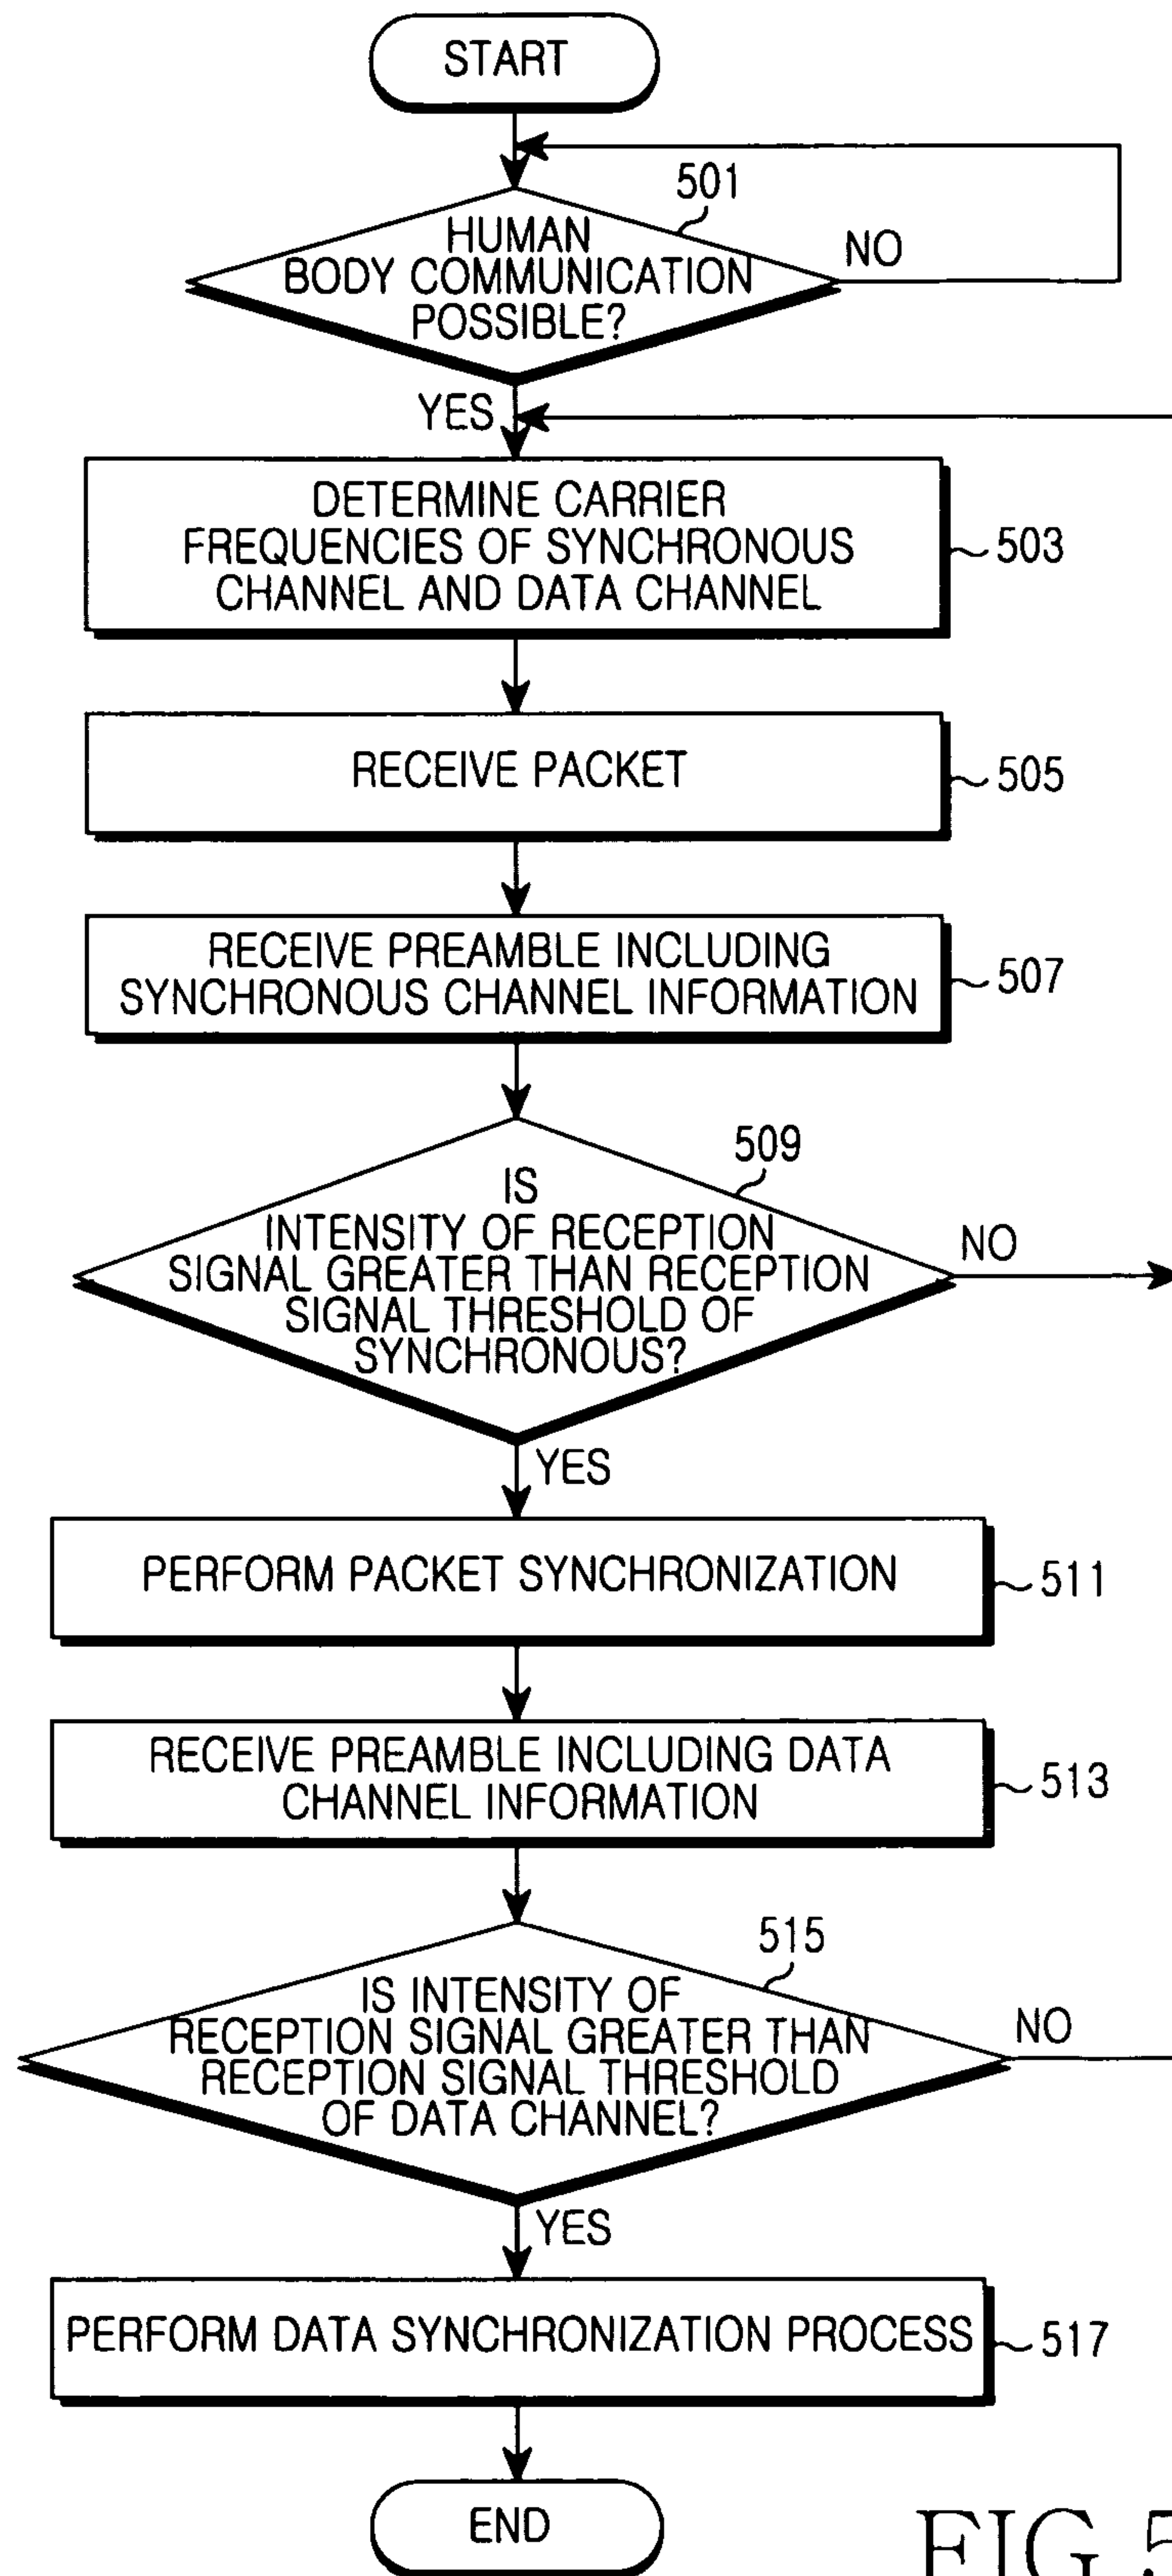 START
501
HUMAN
BODY COMMUNICATION
POSSIBLE?
NO
YES
DETERMINE CARRIER
FREQUENCIES OF SYNCHRONOUS
CHANNEL AND DATA CHANNEL
503
RECEIVE PACKET
505
RECEIVE PREAMBLE INCLUDING
SYNCHRONOUS CHANNEL INFORMATION
507
509
IS
INTENSITY OF RECEPTION
SIGNAL GREATER THAN RECEPTION
SIGNAL THRESHOLD OF
SYNCHRONOUS?
NO
YES
PERFORM PACKET SYNCHRONIZATION
511
RECEIVE PREAMBLE INCLUDING DATA
CHANNEL INFORMATION
513
515
IS INTENSITY OF
RECEPTION SIGNAL GREATER THAN
RECEPTION SIGNAL THRESHOLD
OF DATA CHANNEL?
NO
YES
PERFORM DATA SYNCHRONIZATION PROCESS
517
END
FIG.5